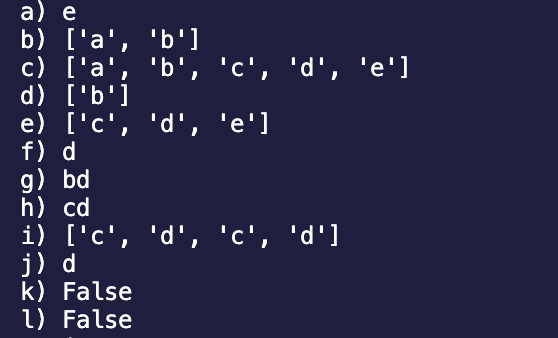 a) e
b) ['a', 'b']
c) ['a', 'b', 'c', 'd', 'e']
d) ['b']
e) ['c', 'd', 'e']
f) d
g) bd
h) cd
i) ['c', 'd', 'c', 'd']
j) d
k) False
l) False